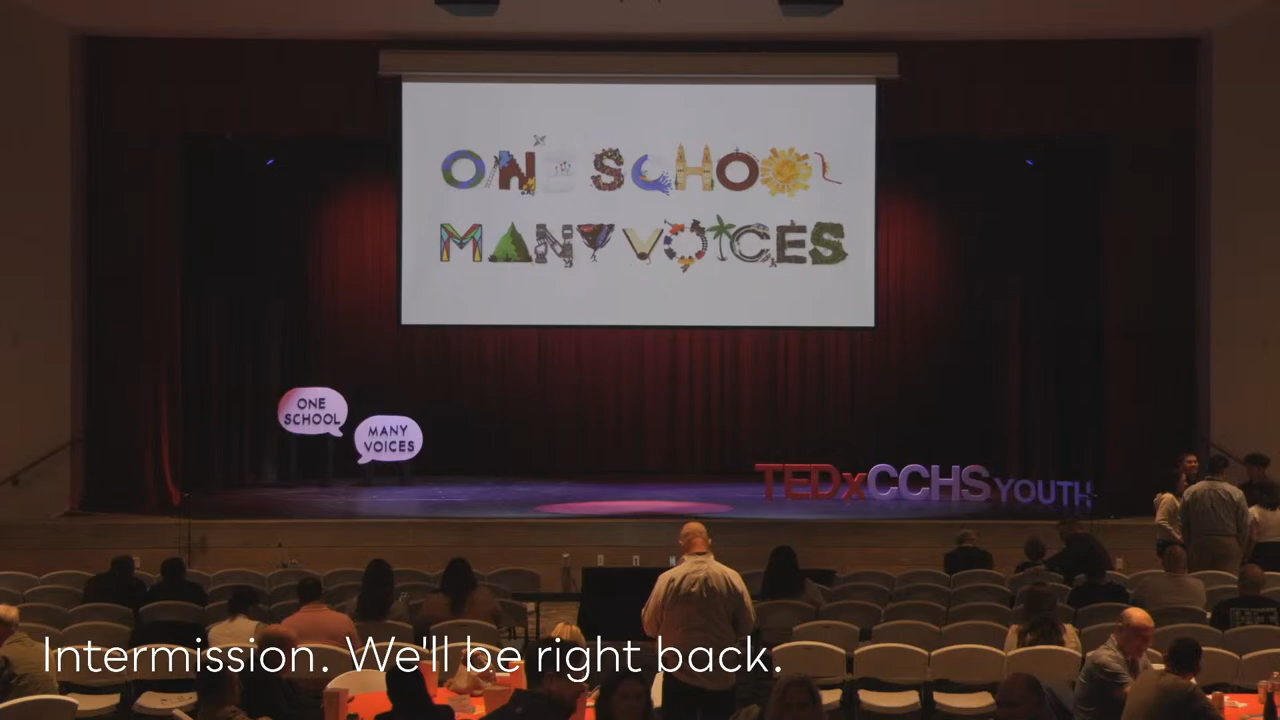 ONE SCHOOL
MANY VOICES
ONE
SCHOOL
MANY
VOICES
TEDxCCHS YOUTH
Intermission. We'll be right back.